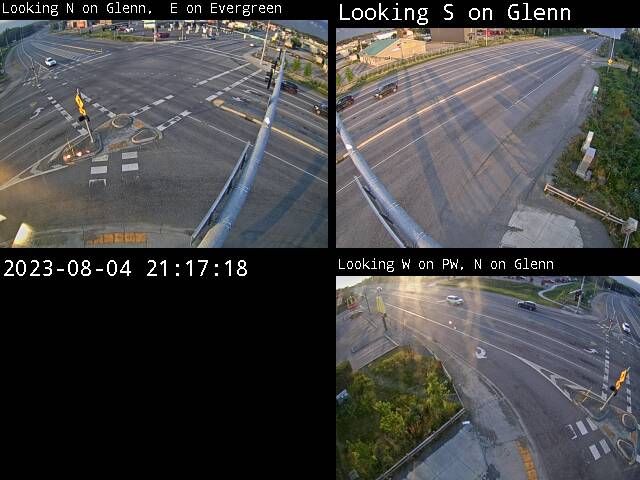 Looking N on Glenn,  E on Evergreen
Looking S on Glenn
2023-08-04 21:17:18
Looking W on PW, N on Glenn